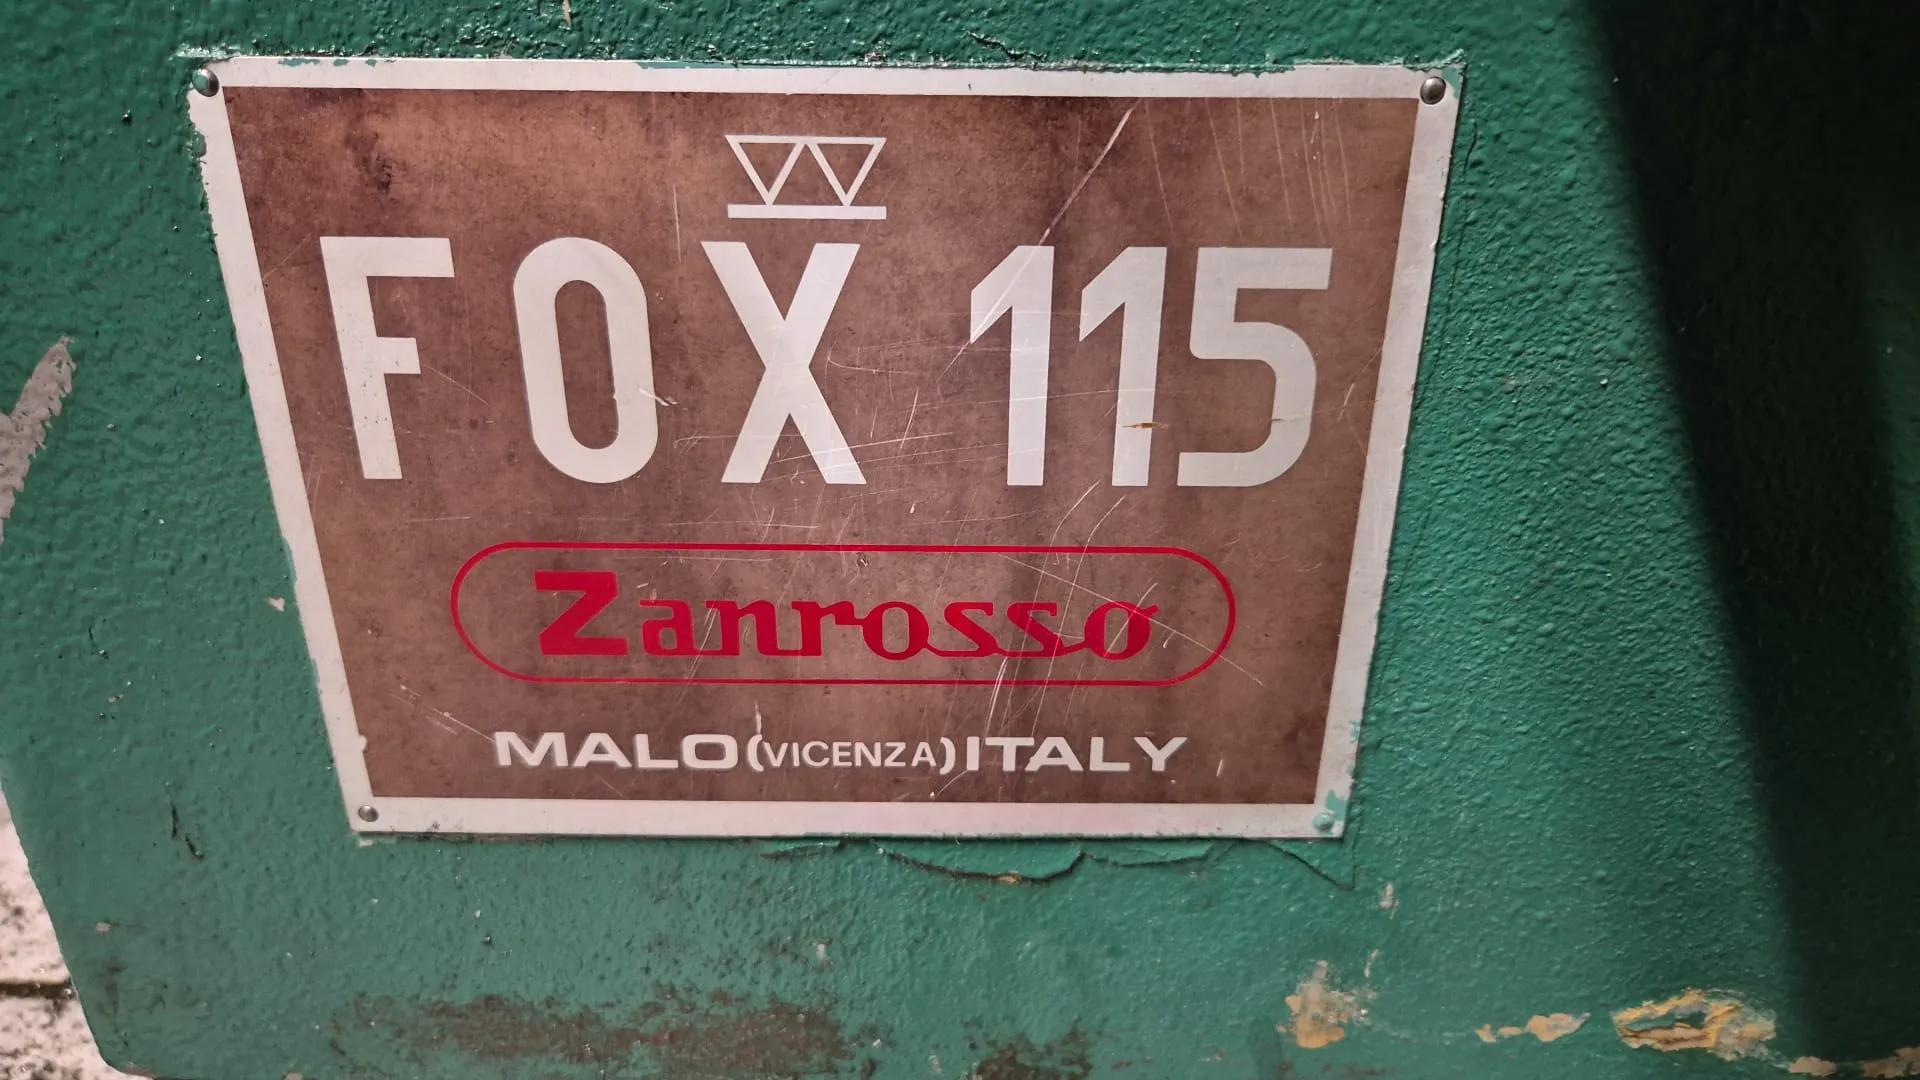 FOX 115
Zanrosso
MALO (VICENZA) ITALY